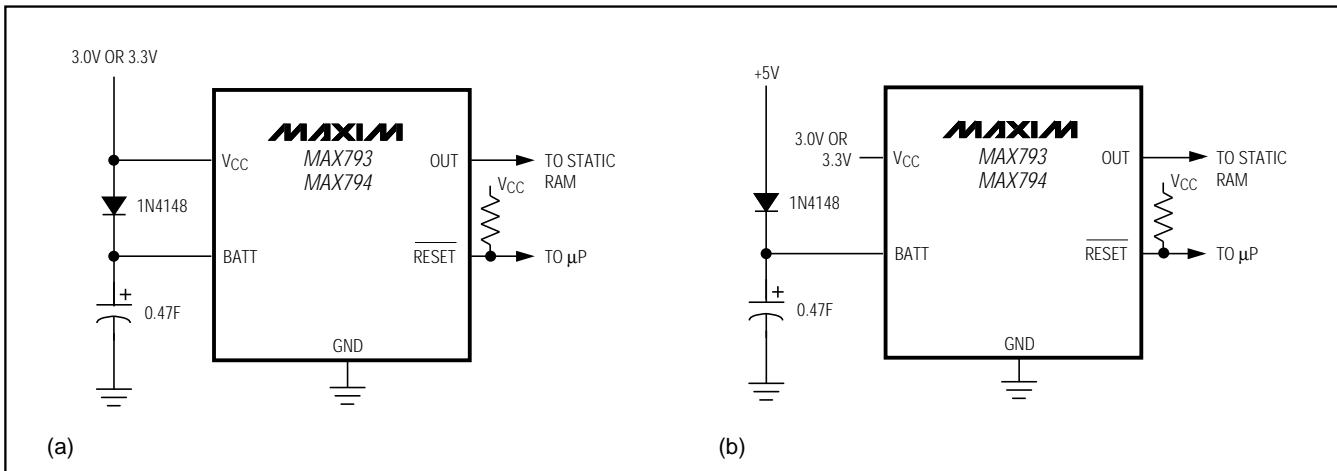 3.0V OR 3.3V
MAXIM
MAX793
MAX794
VCC
OUT
TO STATIC
RAM
VCC
1N4148
BATT
RESET
TO µP
+
0.47F
GND
(a)
+5V
3.0V OR
3.3V
MAXIM
MAX793
MAX794
VCC
OUT
TO STATIC
RAM
VCC
1N4148
BATT
RESET
TO µP
+
0.47F
GND
(b)